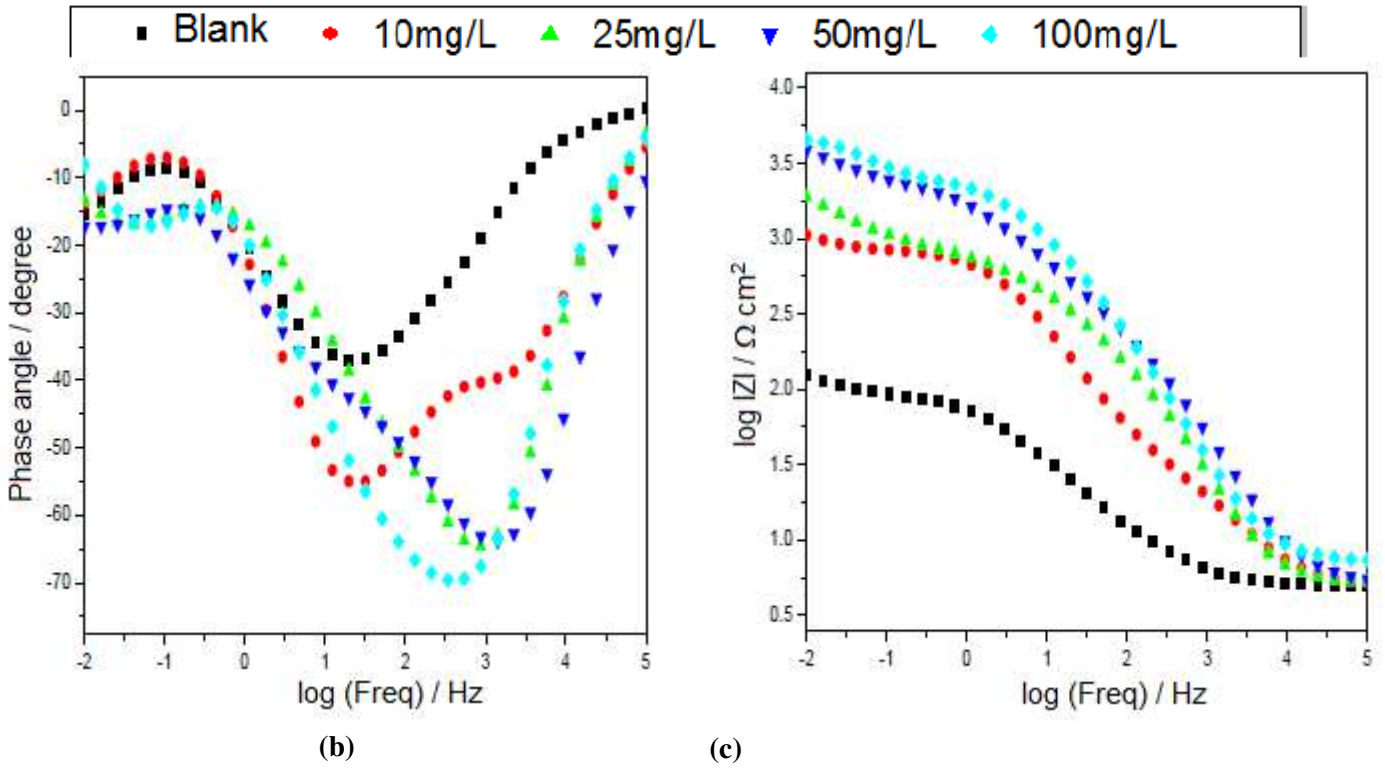 Blank 10mg/L 25mg/L 50mg/L 100mg/L
Phase angle / degree
0
-10
-20
-30
-40
-50
-60
-70
-2 -1 0 1 2 3 4 5
log (Freq) / Hz
(b)
log |Z| / Ω cm²
4.0
3.5
3.0
2.5
2.0
1.5
1.0
0.5
-2 -1 0 1 2 3 4 5
log (Freq) / Hz
(c)